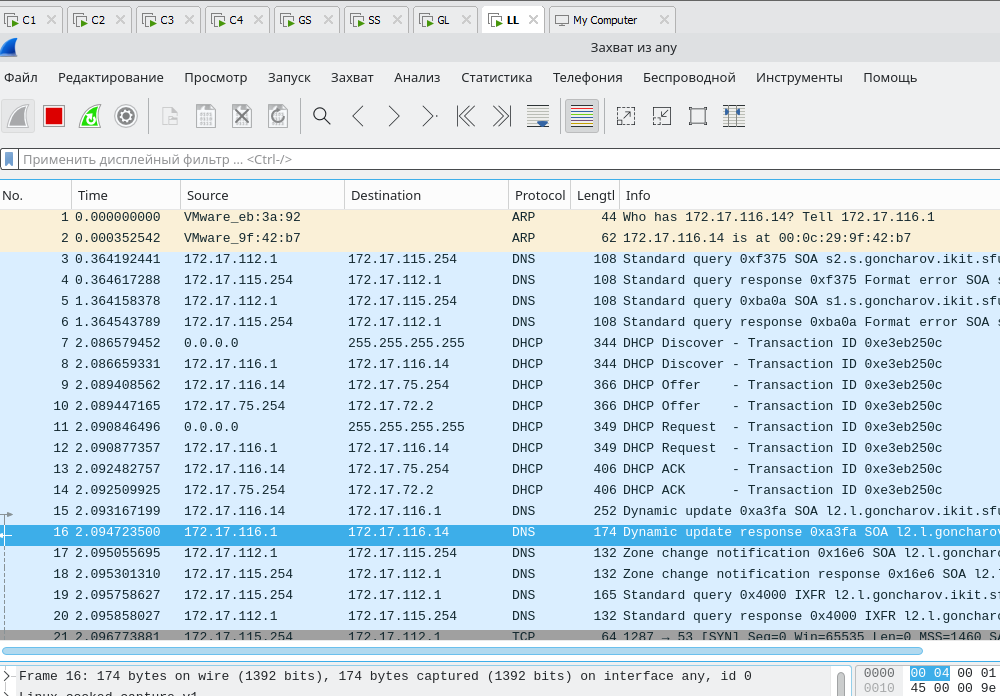 C1 C2 C3 C4 GS SS GL LL My Computer
Захват из any
Файл Редактирование Просмотр Запуск Захват Анализ Статистика Телефония Беспроводной Инструменты Помощь
Применить дисплейный фильтр ... <Ctrl-/>
No. Time Source Destination Protocol Lengtl Info
1 0.000000000 VMware_eb:3a:92 ARP 44 Who has 172.17.116.14? Tell 172.17.116.1
2 0.000352542 VMware_9f:42:b7 ARP 62 172.17.116.14 is at 00:0c:29:9f:42:b7
3 0.364192441 172.17.112.1 172.17.115.254 DNS 108 Standard query 0xf375 SOA s2.s.goncharov.ikit.sfu
4 0.364617288 172.17.115.254 172.17.112.1 DNS 108 Standard query response 0xf375 Format error SOA s
5 1.364158378 172.17.112.1 172.17.115.254 DNS 108 Standard query 0xba0a SOA s1.s.goncharov.ikit.sfu
6 1.364543789 172.17.115.254 172.17.112.1 DNS 108 Standard query response 0xba0a Format error SOA s
7 2.086579452 0.0.0.0 255.255.255.255 DHCP 344 DHCP Discover - Transaction ID 0xe3eb250c
8 2.086659331 172.17.116.1 172.17.116.14 DHCP 344 DHCP Discover - Transaction ID 0xe3eb250c
9 2.089408562 172.17.116.14 172.17.75.254 DHCP 366 DHCP Offer - Transaction ID 0xe3eb250c
10 2.089447165 172.17.75.254 172.17.72.2 DHCP 366 DHCP Offer - Transaction ID 0xe3eb250c
11 2.090846496 0.0.0.0 255.255.255.255 DHCP 349 DHCP Request - Transaction ID 0xe3eb250c
12 2.090877357 172.17.116.1 172.17.116.14 DHCP 349 DHCP Request - Transaction ID 0xe3eb250c
13 2.092482757 172.17.116.14 172.17.75.254 DHCP 406 DHCP ACK - Transaction ID 0xe3eb250c
14 2.092509925 172.17.75.254 172.17.72.2 DHCP 406 DHCP ACK - Transaction ID 0xe3eb250c
15 2.093167199 172.17.116.14 172.17.116.1 DNS 252 Dynamic update 0xa3fa SOA l2.l.goncharov.ikit.sfu
16 2.094723500 172.17.116.1 172.17.116.14 DNS 174 Dynamic update response 0xa3fa SOA l2.l.goncharov
17 2.095055695 172.17.112.1 172.17.115.254 DNS 132 Zone change notification 0x16e6 SOA l2.l.goncharo
18 2.095301310 172.17.115.254 172.17.112.1 DNS 132 Zone change notification response 0x16e6 SOA l2.l
19 2.095758627 172.17.115.254 172.17.112.1 DNS 165 Standard query 0x4000 IXFR l2.l.goncharov.ikit.sf
20 2.095858027 172.17.112.1 172.17.115.254 DNS 132 Standard query response 0x4000 IXFR l2.l.goncharo
21 2.096773881 172.17.115.254 172.17.112.1 TCP 64 1287 → 53 [SYN] Seq=0 Win=65535 Len=0 MSS=1460 SA
Frame 16: 174 bytes on wire (1392 bits), 174 bytes captured (1392 bits) on interface any, id 0
0000 00 04 00 01
0010 45 00 00 9e
Linux cooked capture v1